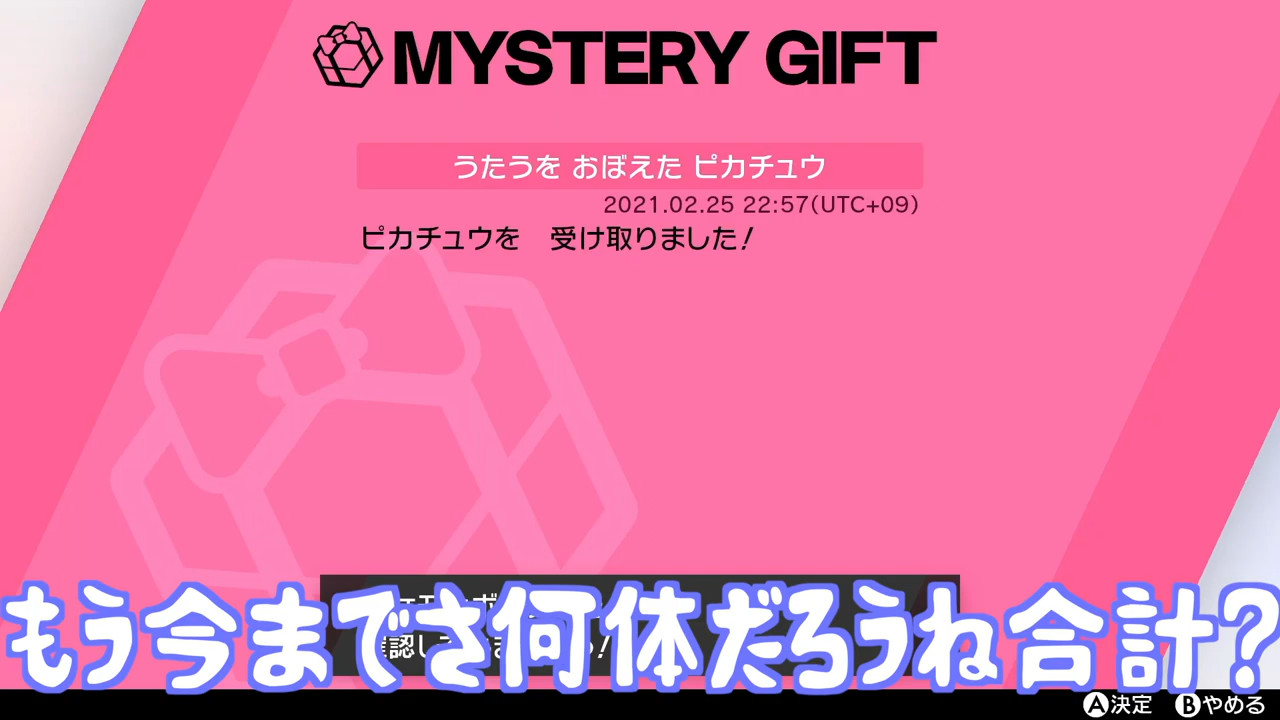 MYSTERY GIFT
うたうを おぼえた ピカチュウ
2021.02.25 22:57(UTC+09)
ピカチュウを　受け取りました!
もう今までさ何体だろうね合計?
A決定 Bやめる